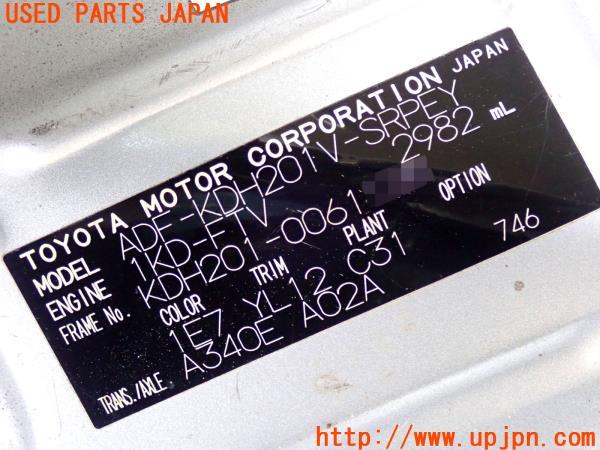 USED PARTS JAPAN
TOYOTA MOTOR CORPORATION JAPAN
MODEL ADF-KDH201V-SRPEY
ENGINE 1KD-FTV 2982 mL
FRAME No. KDH201-0061
COLOR TRIM PLANT OPTION
1E7 YL12 C31 746
TRANS./AXLE A340E A02A
http://www.upjpn.com